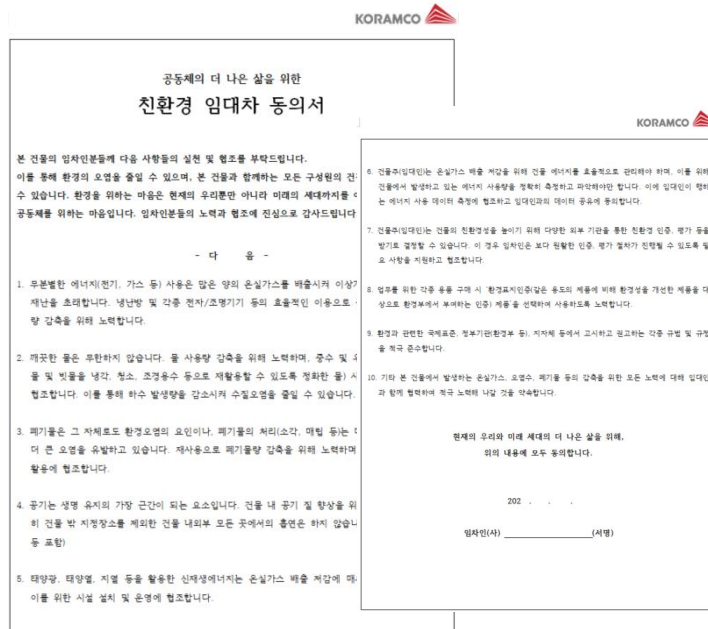 KORAMCO
공동체의 더 나은 삶을 위한
친환경 임대차 동의서
본 건물의 임차인분들께 다음 사항들의 실천 및 협조를 부탁드립니다.
이를 통해 환경의 오염을 줄일 수 있으며, 본 건물과 함께하는 모든 구성원의
수 있습니다. 환경을 위하는 마음은 현재의 우리뿐만 아니라 미래의 세대까지를
공동체를 위하는 마음입니다. 임차인분들의 노력과 협조에 진심으로 감사드립니다
- 다 음 -
1. 무분별한 에너지(전기, 가스 등) 사용은 많은 양의 온실가스를 배출시켜
재난을 초래합니다. 냉난방 및 각종 전자/조명기기 등의 효율적인 이용으로
량 감축을 위해 노력합니다.
2. 깨끗한 물은 무한하지 않습니다. 물 사용량 감축을 위해 노력하며, 중수 및
물 및 빗물을 냉각, 청소, 조경용수 등으로 재활용할 수 있도록 정화한 물)
협조합니다. 이를 통해 하수 발생량을 감소시켜 수질오염을 줄일 수 있습니다.
3. 폐기물은 그 자체로도 환경오염의 요인이나, 폐기물의 처리(소각, 매립 등)는
더 큰 오염을 유발하고 있습니다. 재사용으로 폐기물량 감축을 위해 노력하며
활용에 협조합니다.
4. 공기는 생명 유지의 가장 근간이 되는 요소입니다. 건물 내 공기 질 향상을 위
히 건물 밖 지정장소를 제외한 건물 내외부 모든 곳에서의 흡연은 하지 않습니
등 포함)
5. 태양광, 태양열, 지열 등을 활용한 신재생에너지는 온실가스 배출 저감에
이를 위한 시설 설치 및 운영에 협조합니다.
KORAMCO
6. 건물주(임대인)는 온실가스 배출 저감을 위해 건물 에너지를 효율적으로 관리해야 하며, 이를 위해
건물에서 발생하고 있는 에너지 사용량을 정확히 측정하고 파악해야만 합니다. 이에 임대인이 행하
는 에너지 사용 데이터 측정에 협조하고 임대인과의 데이터 공유에 동의합니다.
7. 건물주(임대인)는 건물의 친환경성을 높이기 위해 다양한 외부 기관을 통한 친환경 인증, 평가 등을
받기로 결정할 수 있습니다. 이 경우 임차인은 보다 원활한 인증, 평가 절차가 진행될 수 있도록 필
요 사항을 지원하고 협조합니다.
8. 업무를 위한 각종 용품 구매 시 '환경표지인증(같은 용도의 제품에 비해 환경성을 개선한 제품을 대
상으로 환경부에서 부여하는 인증) 제품'을 선택하여 사용하도록 노력합니다.
9. 환경과 관련한 국제표준, 정부기관(환경부 등), 지자체 등에서 고시하고 권고하는 각종 규범 및 규정
을 적극 준수합니다.
10. 기타 본 건물에서 발생하는 온실가스, 오염수, 폐기물 등의 감축을 위한 모든 노력에 대해 임대인
과 함께 협력하여 적극 노력해 나갈 것을 약속합니다.
현재의 우리와 미래 세대의 더 나은 삶을 위해,
위의 내용에 모두 동의합니다.
202 . . .
임차인(사) ____________(서명)